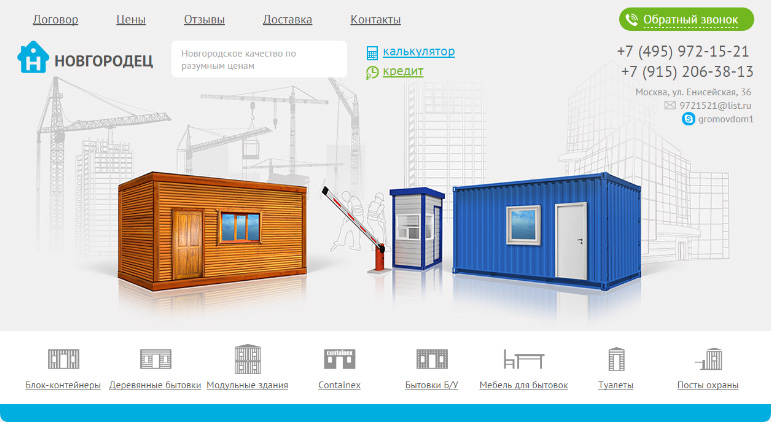 Договор Цены Отзывы Доставка Контакты Обратный звонок
НОВГОРОДЕЦ
Новгородское качество по
разумным ценам
калькулятор
кредит
+7 (495) 972-15-21
+7 (915) 206-38-13
Москва, ул. Енисейская, 36
9721521@list.ru
gromovdom1
containex
Блок-контейнеры Деревянные бытовки Модульные здания Containex Бытовки Б/У Мебель для бытовок Туалеты Посты охраны